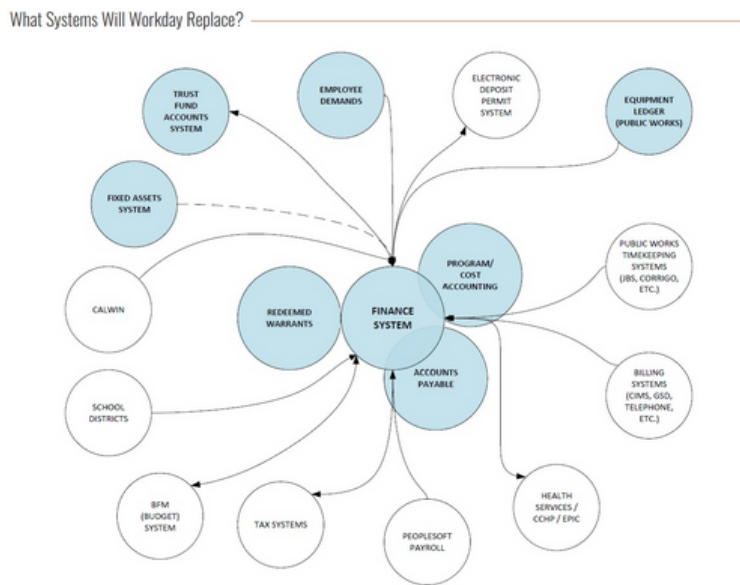 What Systems Will Workday Replace?
TRUST
FUND
ACCOUNTS
SYSTEM
EMPLOYEE
DEMANDS
ELECTRONIC
DEPOSIT
PERMIT
SYSTEM
EQUIPMENT
LEDGER
(PUBLIC WORKS)
FIXED ASSETS
SYSTEM
CALWIN
REDEEMED
WARRANTS
FINANCE
SYSTEM
PROGRAM/
COST
ACCOUNTING
PUBLIC WORKS
TIMEKEEPING
SYSTEMS
(JBS, CORRIGO,
ETC.)
ACCOUNTS
PAYABLE
BILLING
SYSTEMS
(CIMS, GSD,
TELEPHONE,
ETC.)
SCHOOL
DISTRICTS
BFM
(BUDGET)
SYSTEM
TAX SYSTEMS
PEOPLESOFT
PAYROLL
HEALTH
SERVICES /
CCHP / EPIC